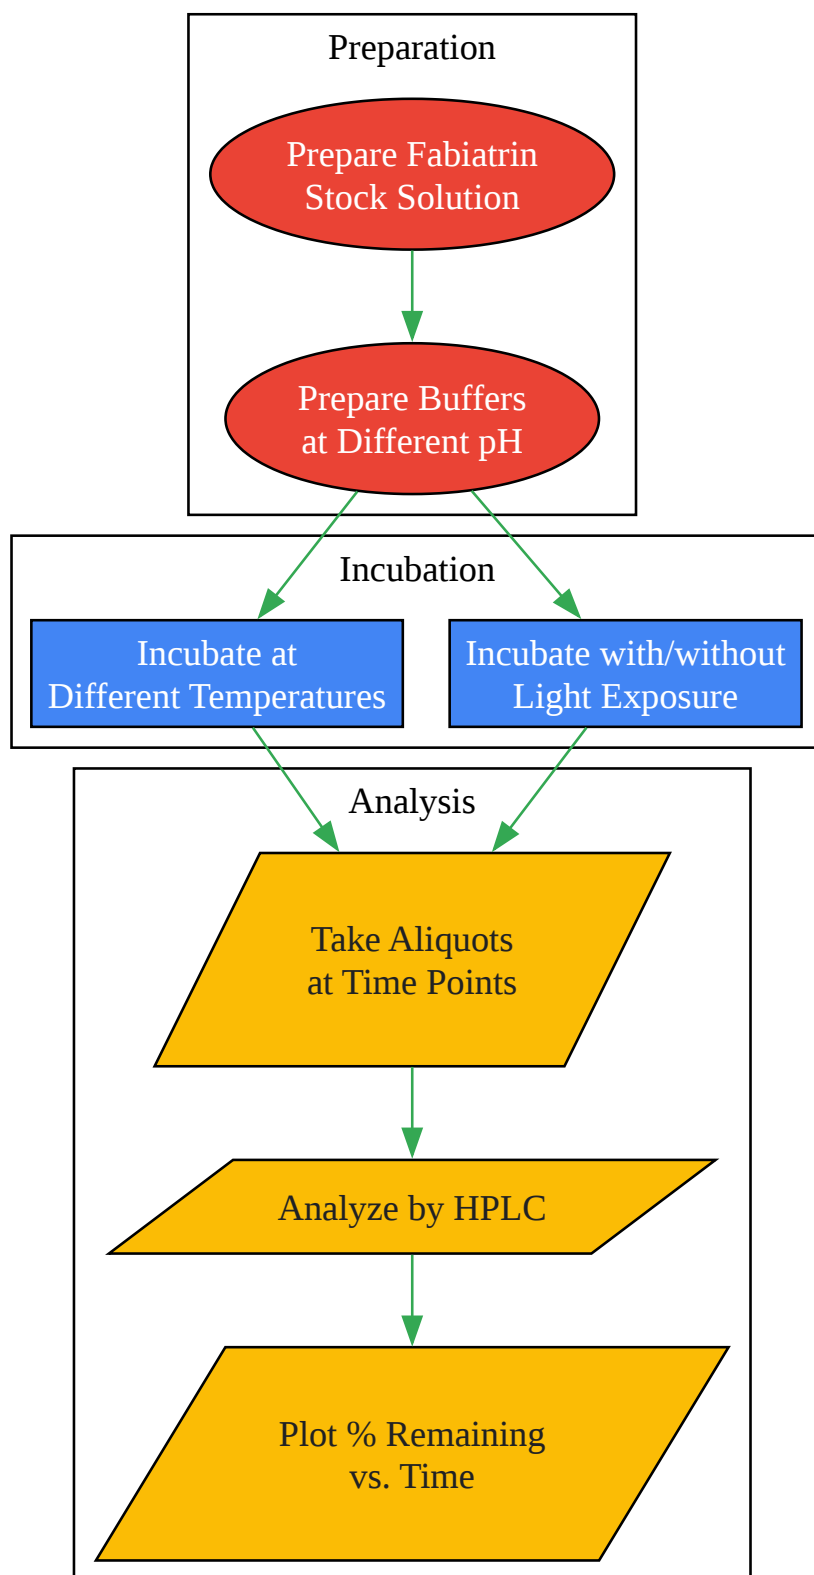 Preparation
Prepare Fabiatrin
Stock Solution
Prepare Buffers
at Different pH
Incubation
Incubate at
Different Temperatures
Incubate with/without
Light Exposure
Analysis
Take Aliquots
at Time Points
Analyze by HPLC
Plot % Remaining
vs. Time